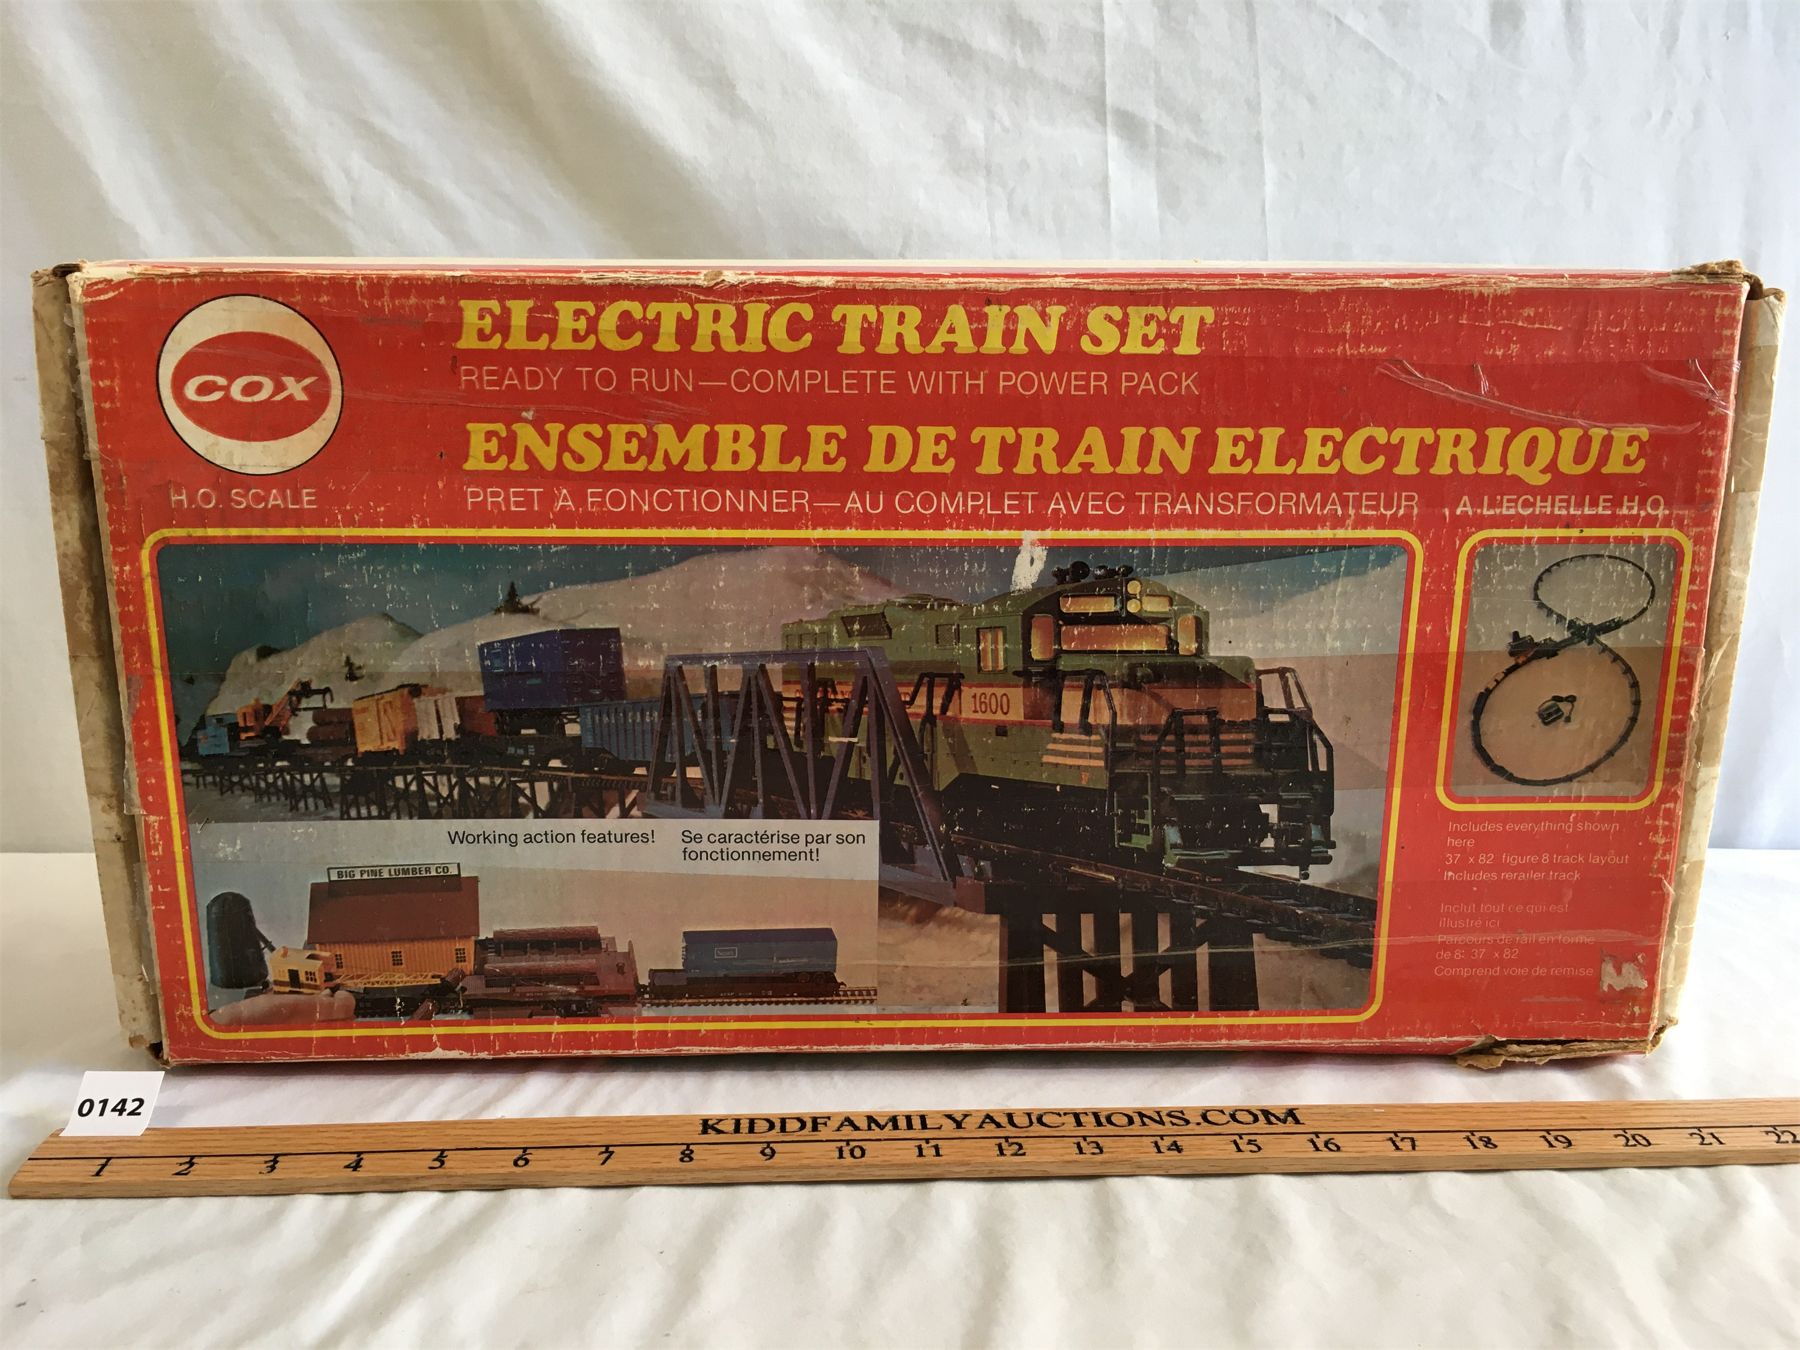 COX
ELECTRIC TRAIN SET
READY TO RUN—COMPLETE WITH POWER PACK
ENSEMBLE DE TRAIN ELECTRIQUE
H.O. SCALE
PRET A FONCTIONNER—AU COMPLET AVEC TRANSFORMATEUR
A L'ECHELLE H.O.
1600
Working action features!
Se caractérise par son
fonctionnement!
BIG PINE LUMBER CO.
Includes everything shown
here
37 x 82 figure 8 track layout
Includes rerailer track
Inclut tout ce qui est
illustré ici
Parcours de rail en forme
de 8: 37 x 82
Comprend voie de remise
0142
KIDDFAMILYAUCTIONS.COM
1 2 3 4 5 6 7 8 9 10 11 12 13 14 15 16 17 18 19 20 21 22